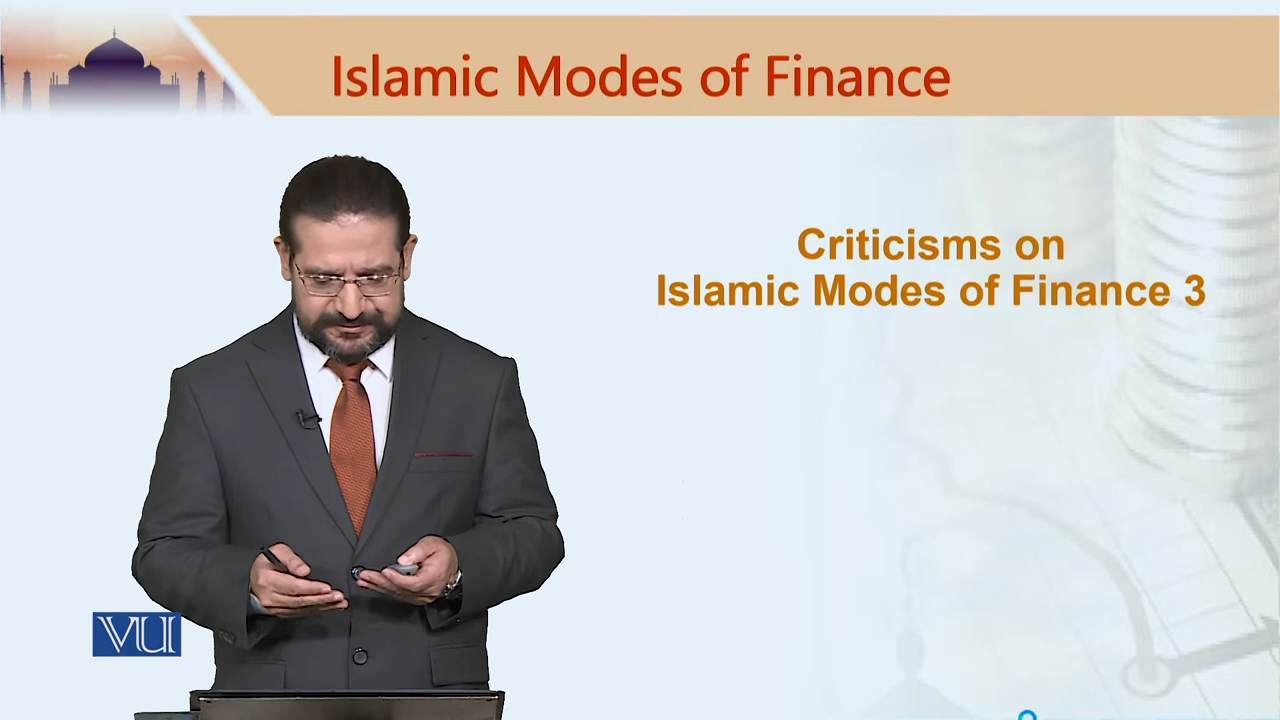 Islamic Modes of Finance
Criticisms on
Islamic Modes of Finance 3
VU